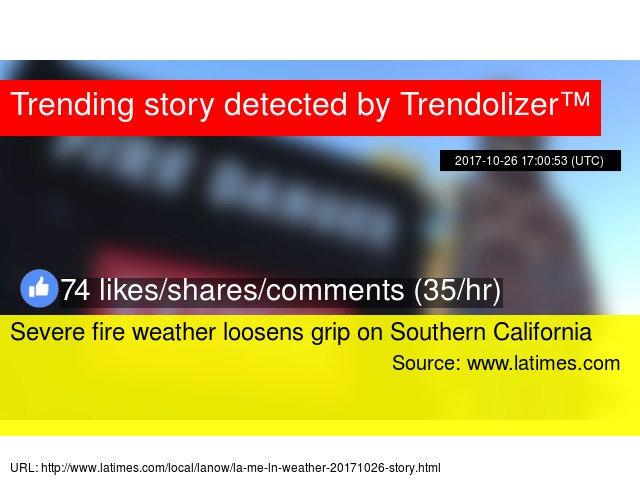 Trending story detected by Trendolizer™
2017-10-26 17:00:53 (UTC)
FIRE DANGER
74 likes/shares/comments (35/hr)
Severe fire weather loosens grip on Southern California
Source: www.latimes.com
URL: http://www.latimes.com/local/lanow/la-me-ln-weather-20171026-story.html